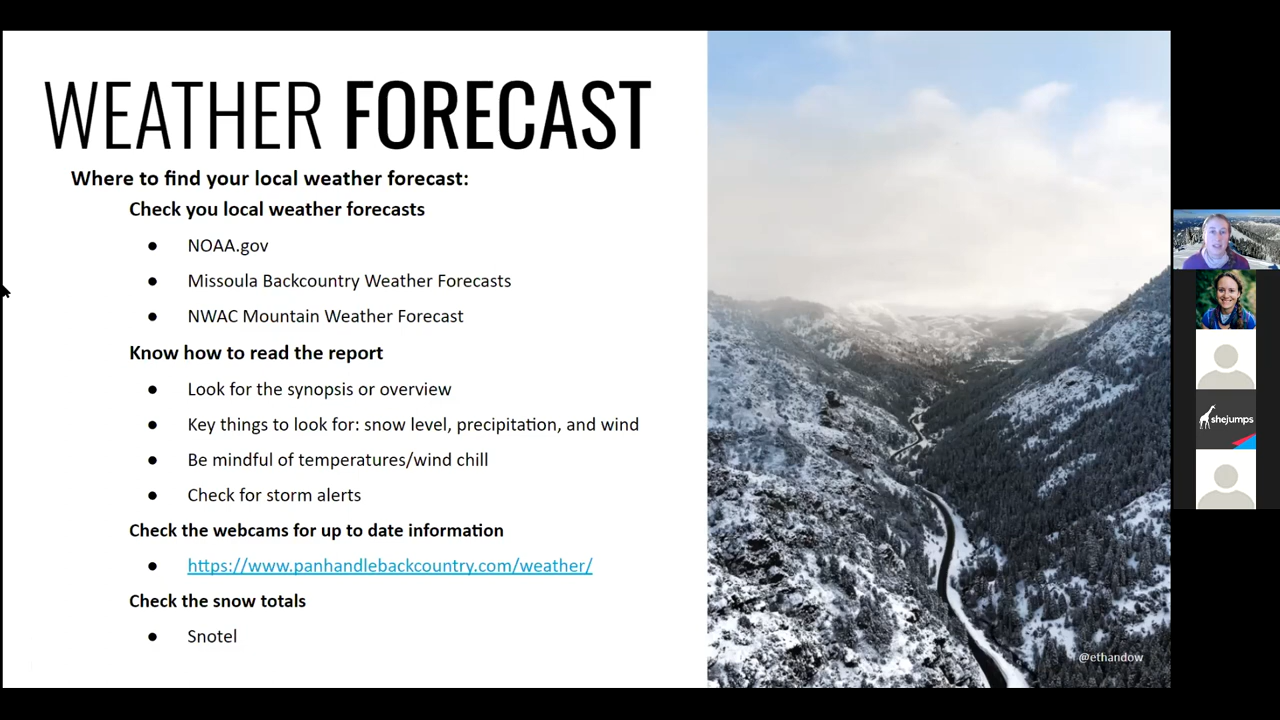 WEATHER FORECAST
Where to find your local weather forecast:
Check you local weather forecasts
● NOAA.gov
● Missoula Backcountry Weather Forecasts
● NWAC Mountain Weather Forecast
Know how to read the report
● Look for the synopsis or overview
● Key things to look for: snow level, precipitation, and wind
● Be mindful of temperatures/wind chill
● Check for storm alerts
Check the webcams for up to date information
● https://www.panhandlebackcountry.com/weather/
Check the snow totals
● Snotel
@ethandow
shejumps